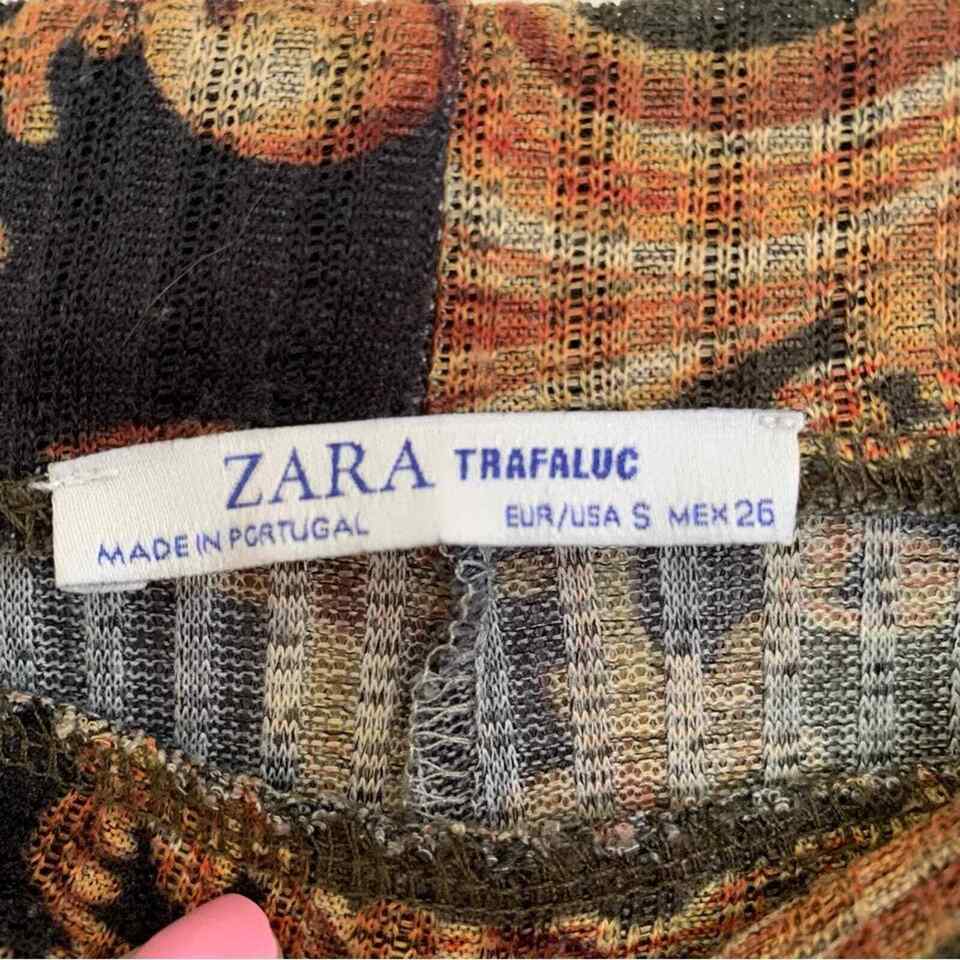 ZARA TRAFALUC
MADE IN PORTUGAL EUR/USA S MEX 26